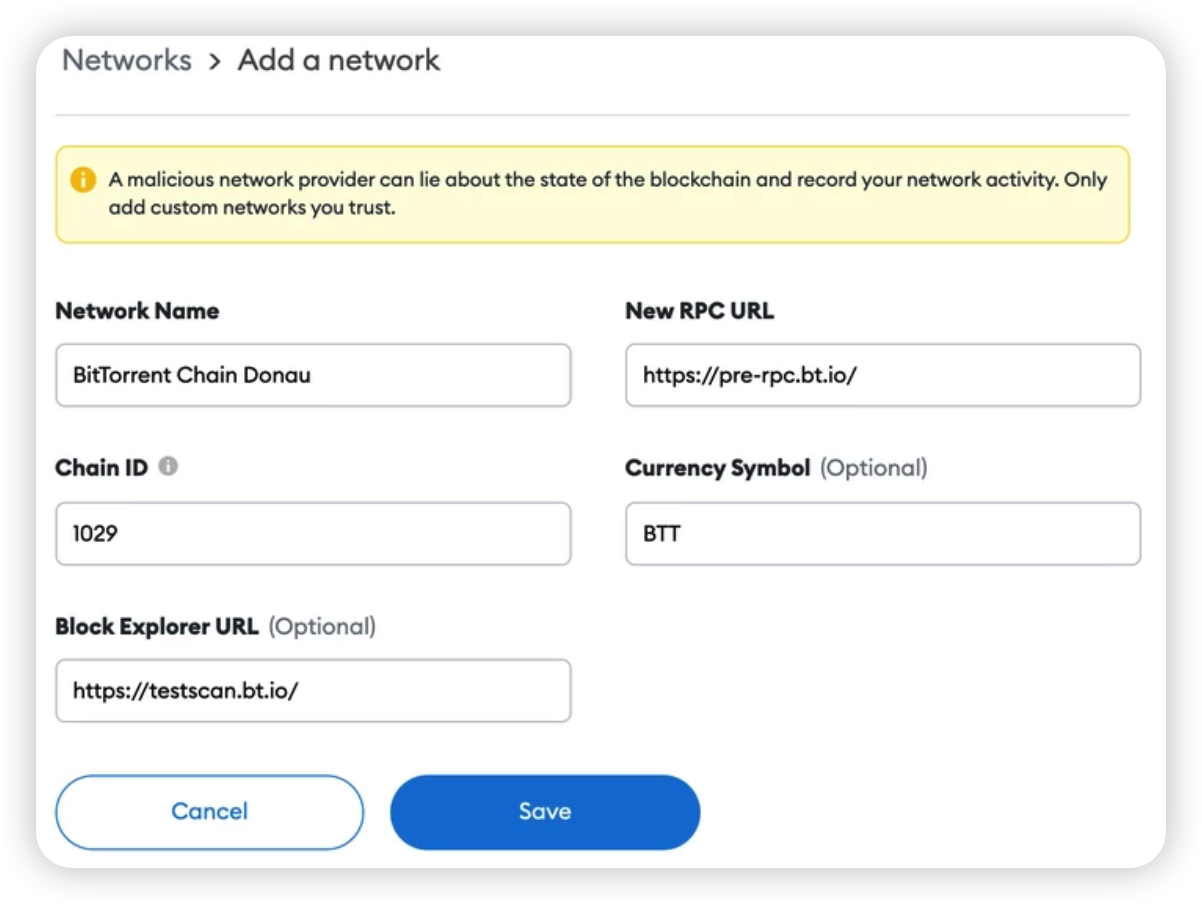 Networks > Add a network
A malicious network provider can lie about the state of the blockchain and record your network activity. Only
add custom networks you trust.
Network Name
New RPC URL
BitTorrent Chain Donau
https://pre-rpc.bt.io/
Chain ID
Currency Symbol (Optional)
1029
BTT
Block Explorer URL (Optional)
https://testscan.bt.io/
Cancel
Save